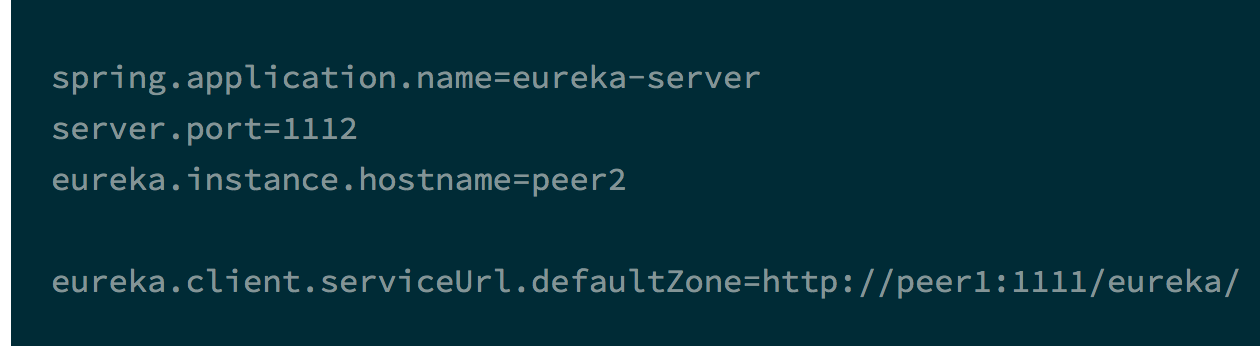 spring.application.name=eureka-server
server.port=1112
eureka.instance.hostname=peer2
eureka.client.serviceUrl.defaultZone=http://peer1:1111/eureka/